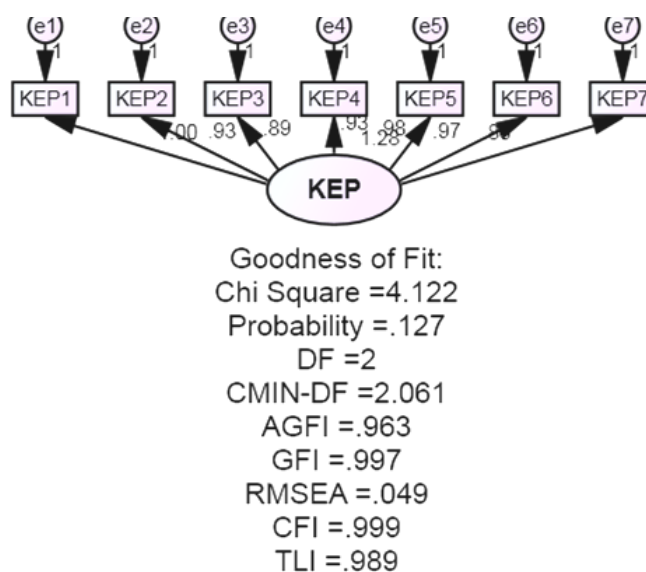 e1 e2 e3 e4 e5 e6 e7
1 1 1 1 1 1 1
KEP1 KEP2 KEP3 KEP4 KEP5 KEP6 KEP7
.00 .93 .89 .93 1.28 .98 .97
KEP
Goodness of Fit:
Chi Square =4.122
Probability =.127
DF =2
CMIN-DF =2.061
AGFI =.963
GFI =.997
RMSEA =.049
CFI =.999
TLI =.989